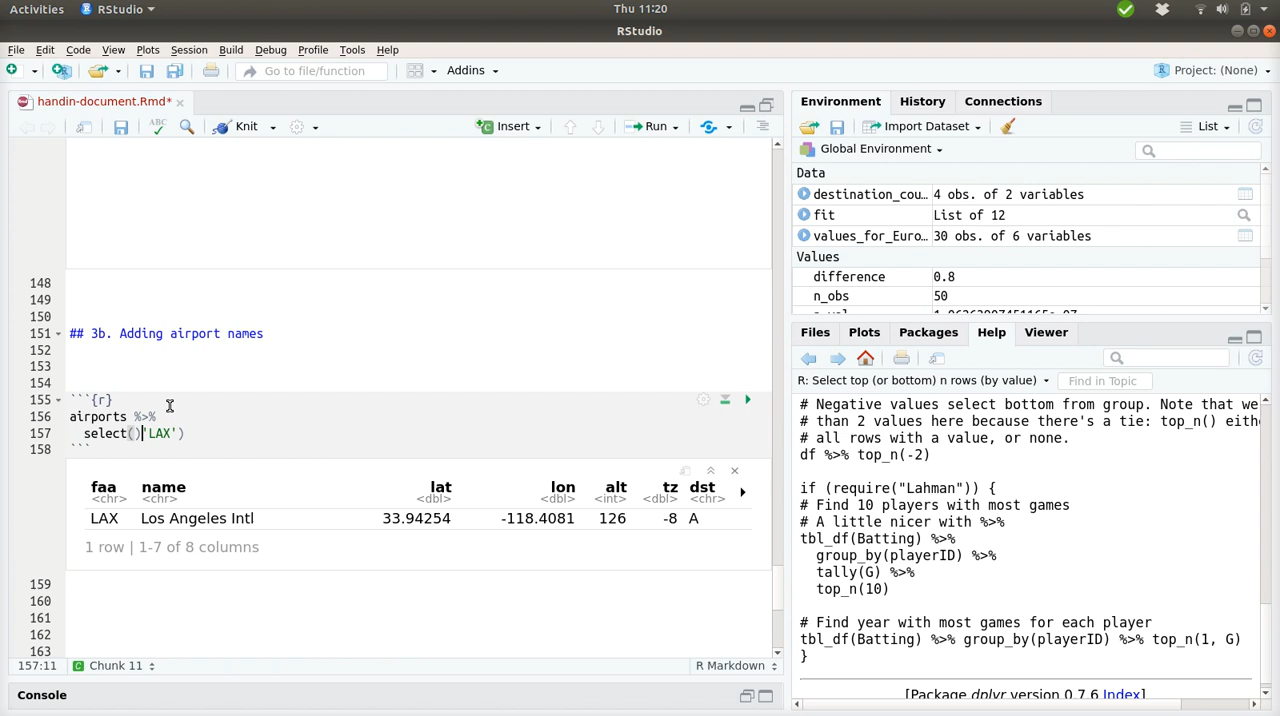 Activities RStudio Thu 11:20
RStudio
File Edit Code View Plots Session Build Debug Profile Tools Help
Go to file/function Addins Project: (None)
handin-document.Rmd*
ABC Knit Insert Run
148
149
150
151 ## 3b. Adding airport names
152
153
154
155 ```{r}
156 airports %>%
157 select()'LAX')
158 ```
faa name lat lon alt tz dst
<chr> <chr> <dbl> <dbl> <int> <dbl> <chr>
LAX Los Angeles Intl 33.94254 -118.4081 126 -8 A
1 row | 1-7 of 8 columns
159
160
161
162
163
157:11 Chunk 11 R Markdown
Console
Environment History Connections
Import Dataset List
Global Environment
Data
destination_cou… 4 obs. of 2 variables
fit List of 12
values_for_Euro… 30 obs. of 6 variables
Values
difference 0.8
n_obs 50
Files Plots Packages Help Viewer
R: Select top (or bottom) n rows (by value) Find in Topic
# Negative values select bottom from group. Note that we
# than 2 values here because there's a tie: top_n() eith
# all rows with a value, or none.
df %>% top_n(-2)
if (require("Lahman")) {
# Find 10 players with most games
# A little nicer with %>%
tbl_df(Batting) %>%
group_by(playerID) %>%
tally(G) %>%
top_n(10)
# Find year with most games for each player
tbl_df(Batting) %>% group_by(playerID) %>% top_n(1, G)
}
[Package dplyr version 0.7.6 Index]